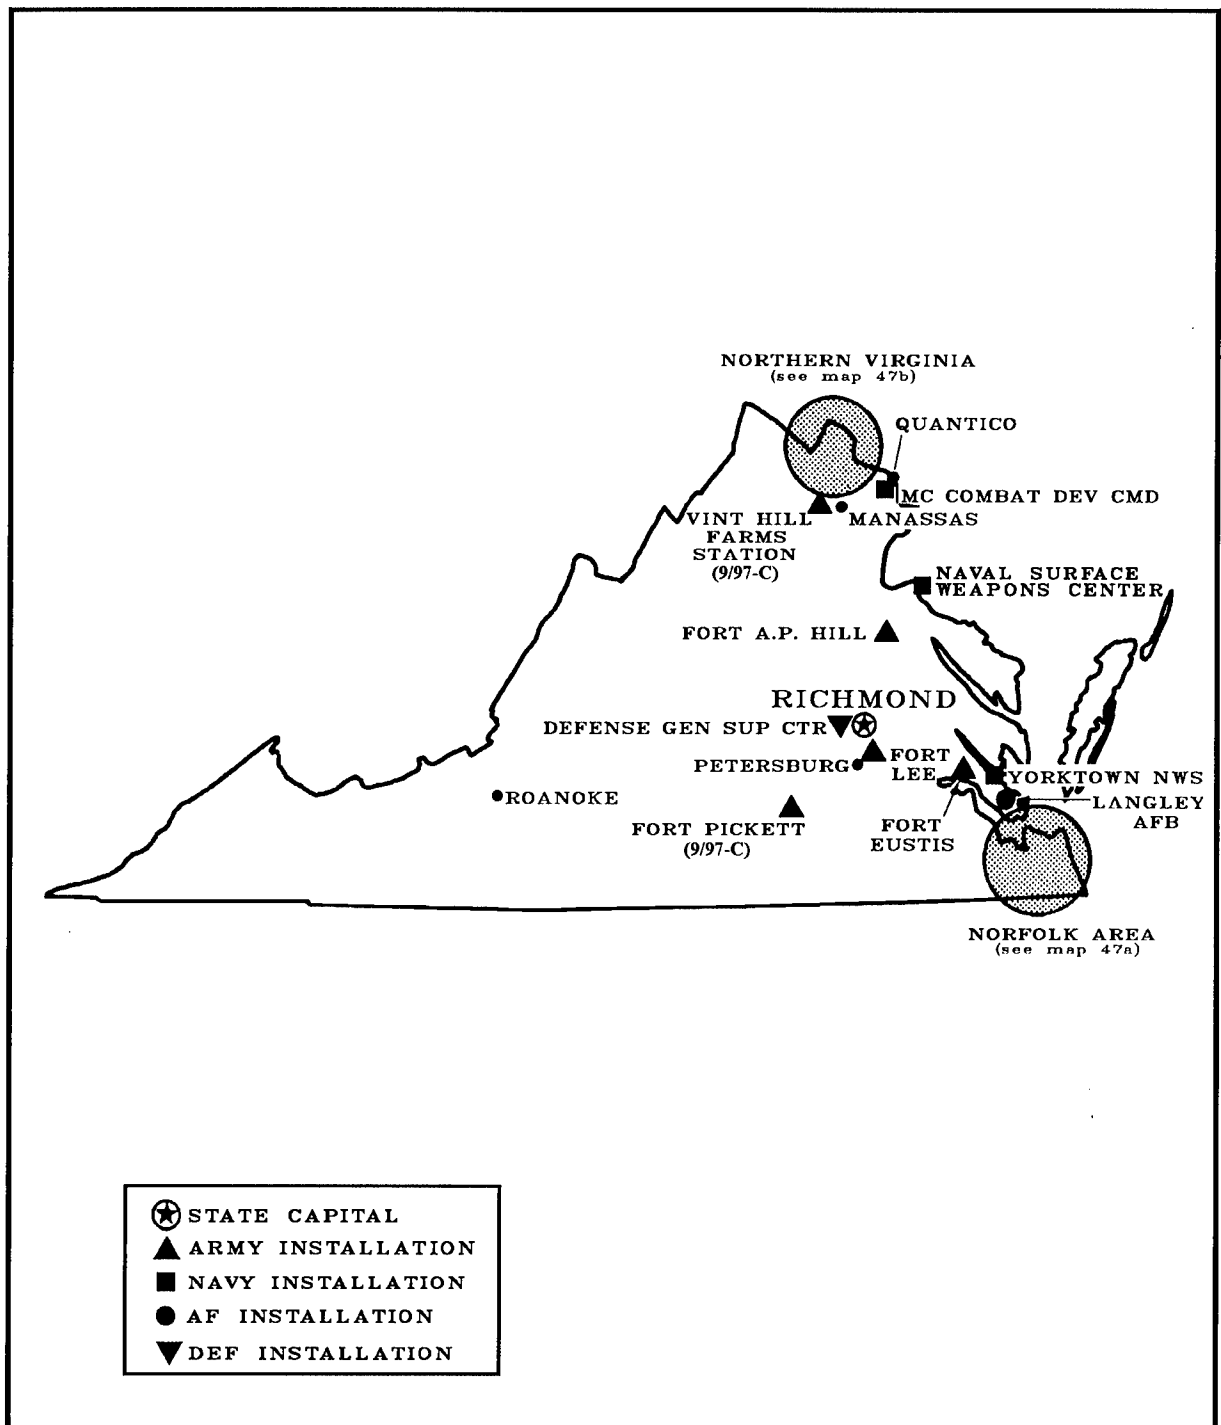 NORTHERN VIRGINIA
(see map 47b)
QUANTICO
MC COMBAT DEV CMD
VINT HILL
FARMS
STATION
(9/97-C)
MANASSAS
NAVAL SURFACE
WEAPONS CENTER
FORT A.P. HILL
RICHMOND
DEFENSE GEN SUP CTR
PETERSBURG
FORT
LEE
YORKTOWN NWS
ROANOKE
LANGLEY
AFB
FORT PICKETT
(9/97-C)
FORT
EUSTIS
NORFOLK AREA
(see map 47a)
STATE CAPITAL
ARMY INSTALLATION
NAVY INSTALLATION
AF INSTALLATION
DEF INSTALLATION